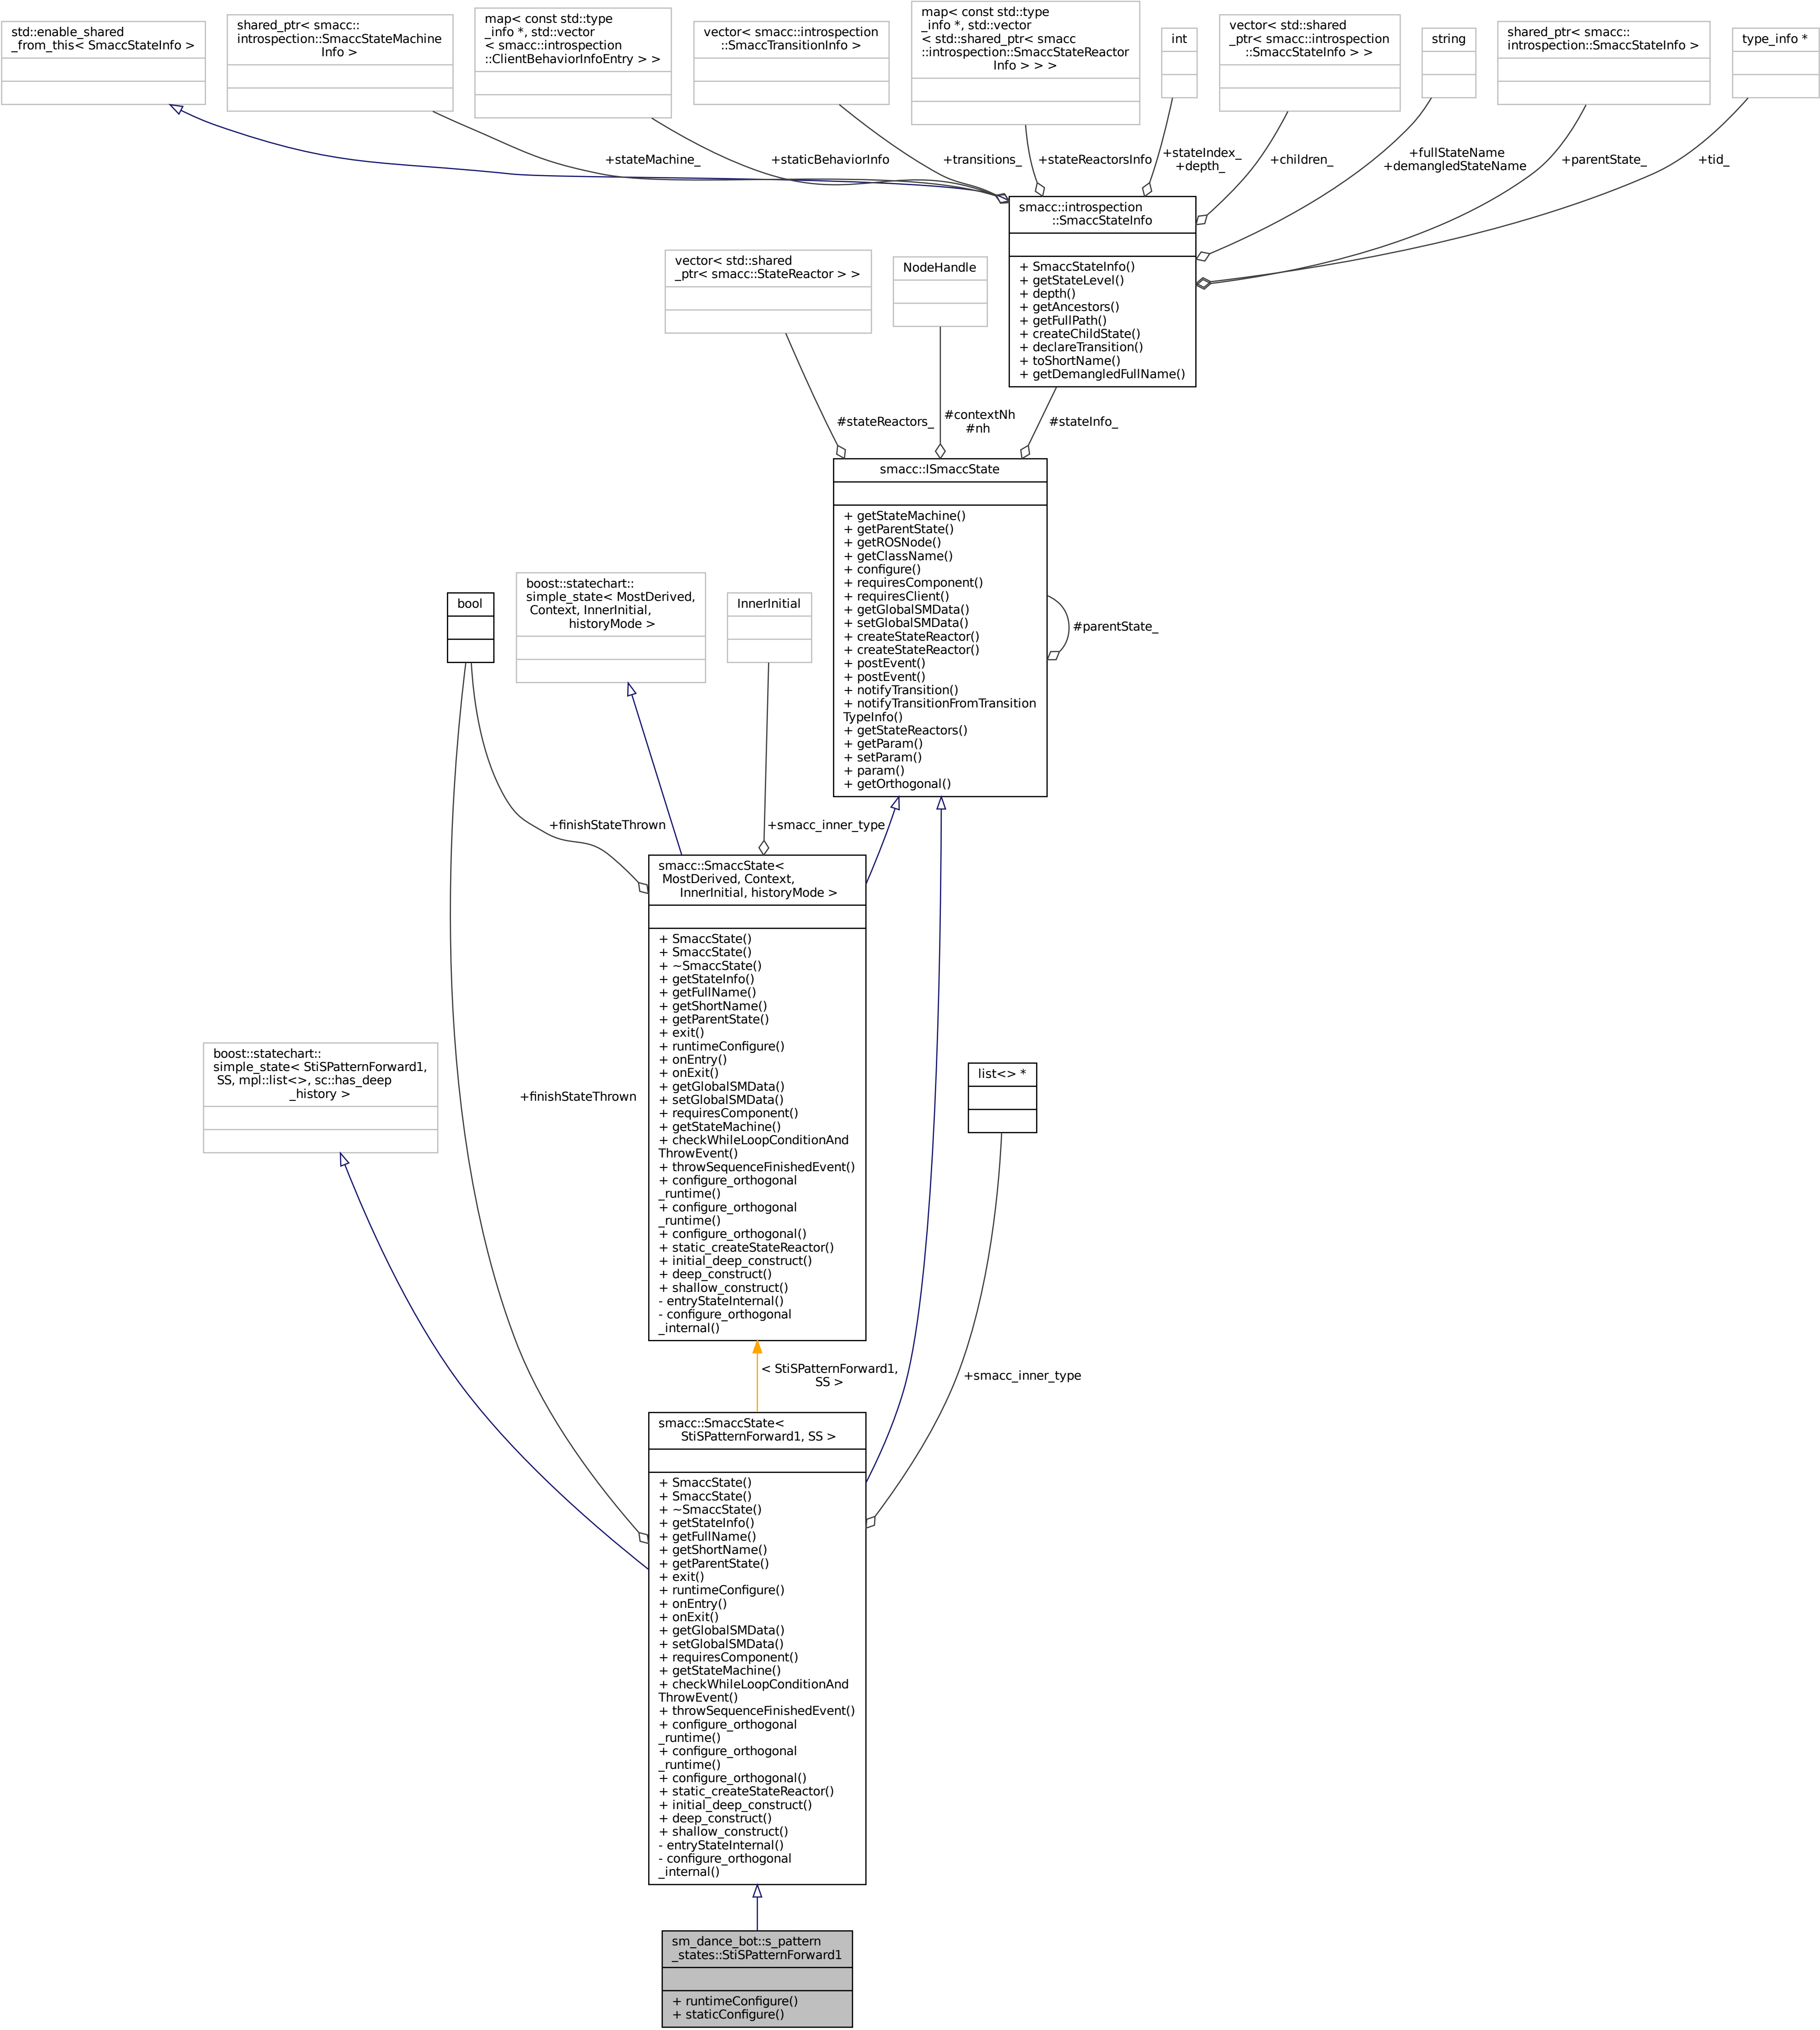 std::enable_shared
_from_this< SmaccStateInfo >
shared_ptr< smacc::
introspection::SmaccStateMachine
Info >
map< const std::type
_info *, std::vector
< smacc::introspection
::ClientBehaviorInfoEntry > >
vector< smacc::introspection
::SmaccTransitionInfo >
map< const std::type
_info *, std::vector
< std::shared_ptr< smacc
::introspection::SmaccStateReactor
Info > > >
int
vector< std::shared
_ptr< smacc::introspection
::SmaccStateInfo > >
string
shared_ptr< smacc::
introspection::SmaccStateInfo >
type_info *
+stateMachine_
+staticBehaviorInfo
+transitions_
+stateReactorsInfo
+stateIndex_
+depth_
+children_
+fullStateName
+demangledStateName
+parentState_
+tid_
smacc::introspection
::SmaccStateInfo
+ SmaccStateInfo()
+ getStateLevel()
+ depth()
+ getAncestors()
+ getFullPath()
+ createChildState()
+ declareTransition()
+ toShortName()
+ getDemangledFullName()
vector< std::shared
_ptr< smacc::StateReactor > >
NodeHandle
#stateReactors_
#contextNh
#nh
#stateInfo_
smacc::ISmaccState
+ getStateMachine()
+ getParentState()
+ getROSNode()
+ getClassName()
+ configure()
+ requiresComponent()
+ requiresClient()
+ getGlobalSMData()
+ setGlobalSMData()
+ createStateReactor()
+ createStateReactor()
+ postEvent()
+ postEvent()
+ notifyTransition()
+ notifyTransitionFromTransition
TypeInfo()
+ getStateReactors()
+ getParam()
+ setParam()
+ param()
+ getOrthogonal()
#parentState_
bool
boost::statechart::
simple_state< MostDerived,
Context, InnerInitial,
historyMode >
InnerInitial
+finishStateThrown
+smacc_inner_type
smacc::SmaccState<
MostDerived, Context,
InnerInitial, historyMode >
+ SmaccState()
+ SmaccState()
+ ~SmaccState()
+ getStateInfo()
+ getFullName()
+ getShortName()
+ getParentState()
+ exit()
+ runtimeConfigure()
+ onEntry()
+ onExit()
+ getGlobalSMData()
+ setGlobalSMData()
+ requiresComponent()
+ getStateMachine()
+ checkWhileLoopConditionAnd
ThrowEvent()
+ throwSequenceFinishedEvent()
+ configure_orthogonal
_runtime()
+ configure_orthogonal
_runtime()
+ configure_orthogonal()
+ static_createStateReactor()
+ initial_deep_construct()
+ deep_construct()
+ shallow_construct()
- entryStateInternal()
- configure_orthogonal
_internal()
boost::statechart::
simple_state< StiSPatternForward1,
SS, mpl::list<>, sc::has_deep
_history >
+finishStateThrown
list<> *
< StiSPatternForward1,
SS >
+smacc_inner_type
smacc::SmaccState<
StiSPatternForward1, SS >
+ SmaccState()
+ SmaccState()
+ ~SmaccState()
+ getStateInfo()
+ getFullName()
+ getShortName()
+ getParentState()
+ exit()
+ runtimeConfigure()
+ onEntry()
+ onExit()
+ getGlobalSMData()
+ setGlobalSMData()
+ requiresComponent()
+ getStateMachine()
+ checkWhileLoopConditionAnd
ThrowEvent()
+ throwSequenceFinishedEvent()
+ configure_orthogonal
_runtime()
+ configure_orthogonal
_runtime()
+ configure_orthogonal()
+ static_createStateReactor()
+ initial_deep_construct()
+ deep_construct()
+ shallow_construct()
- entryStateInternal()
- configure_orthogonal
_internal()
sm_dance_bot::s_pattern
_states::StiSPatternForward1
+ runtimeConfigure()
+ staticConfigure()